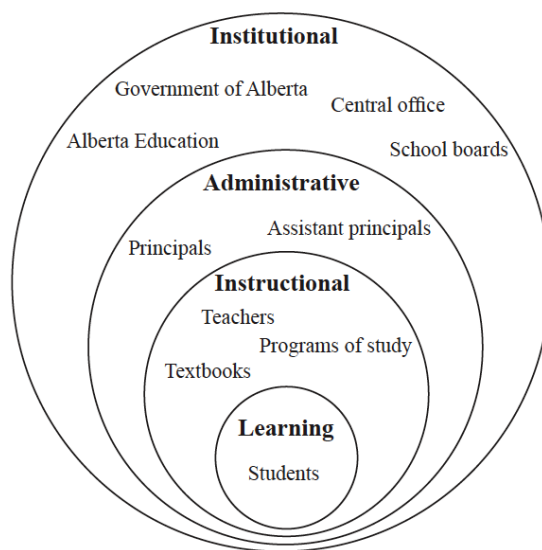 Institutional
Government of Alberta
Central office
Alberta Education
School boards
Administrative
Assistant principals
Principals
Instructional
Teachers
Programs of study
Textbooks
Learning
Students